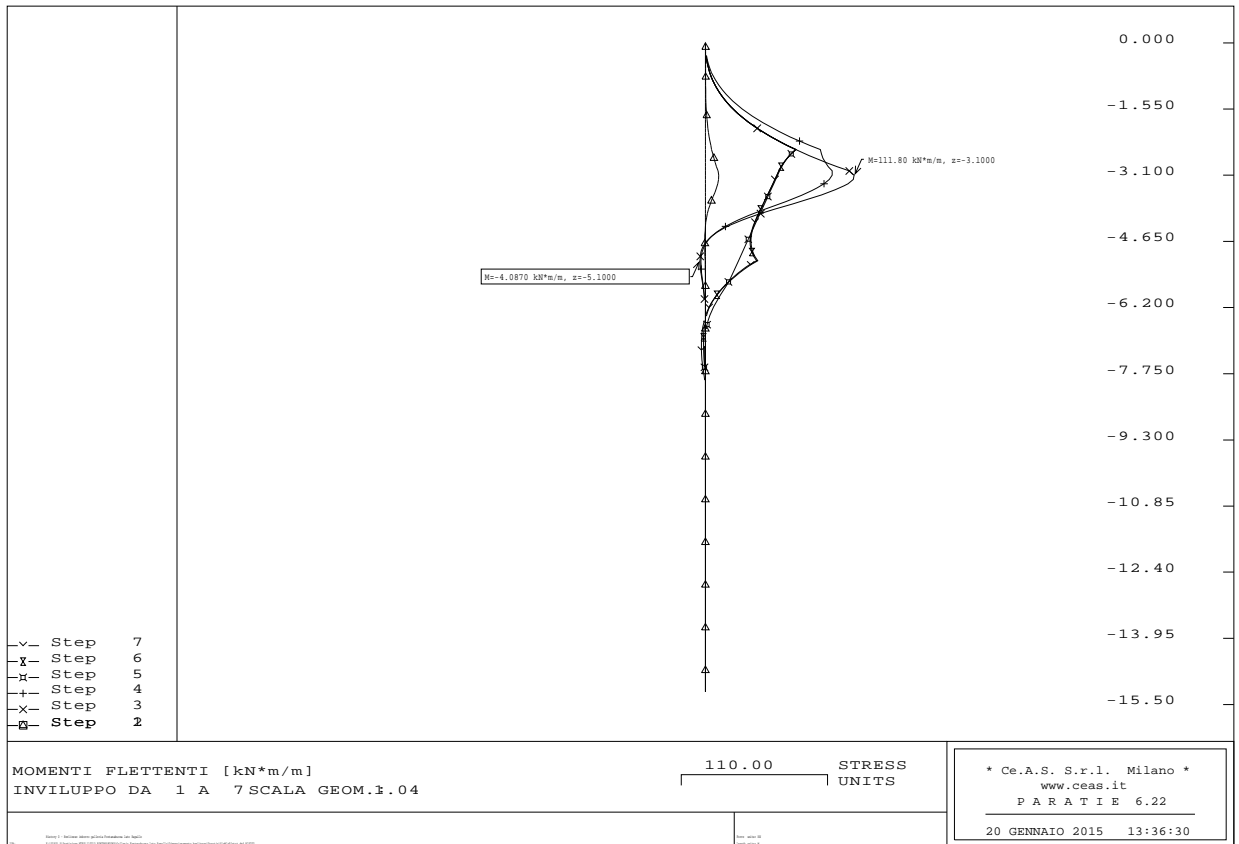 0.000
-1.550
M=111.80 kN*m/m, z=-3.1000
-3.100
-4.650
M=-4.0870 kN*m/m, z=-5.1000
-6.200
-7.750
-9.300
-10.85
-12.40
-13.95
-15.50
Step 7
Step 6
Step 5
Step 4
Step 3
Step
MOMENTI FLETTENTI [kN*m/m]
INVILUPPO DA 1 A 7 SCALA GEOM. 1.04
110.00 STRESS
UNITS
* Ce.A.S. S.r.l. Milano *
www.ceas.it
P A R A T I E 6.22
20 GENNAIO 2015 13:36:30